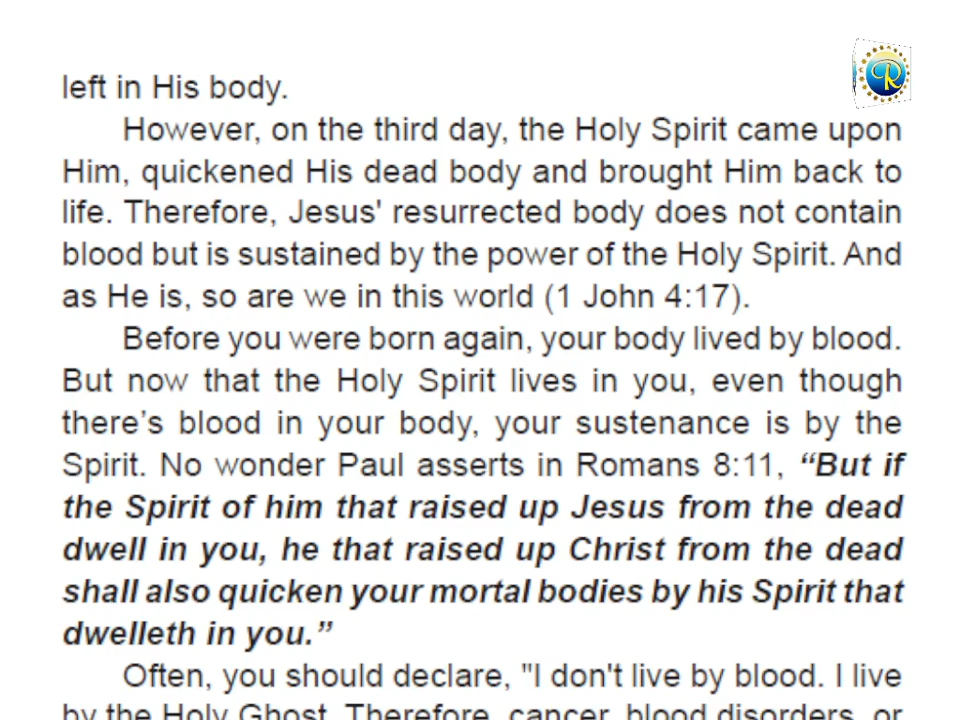 left in His body.
However, on the third day, the Holy Spirit came upon
Him, quickened His dead body and brought Him back to
life. Therefore, Jesus' resurrected body does not contain
blood but is sustained by the power of the Holy Spirit. And
as He is, so are we in this world (1 John 4:17).
Before you were born again, your body lived by blood.
But now that the Holy Spirit lives in you, even though
there’s blood in your body, your sustenance is by the
Spirit. No wonder Paul asserts in Romans 8:11, “But if
the Spirit of him that raised up Jesus from the dead
dwell in you, he that raised up Christ from the dead
shall also quicken your mortal bodies by his Spirit that
dwelleth in you.”
Often, you should declare, "I don't live by blood. I live
by the Holy Ghost. Therefore, cancer, blood disorders, or
R